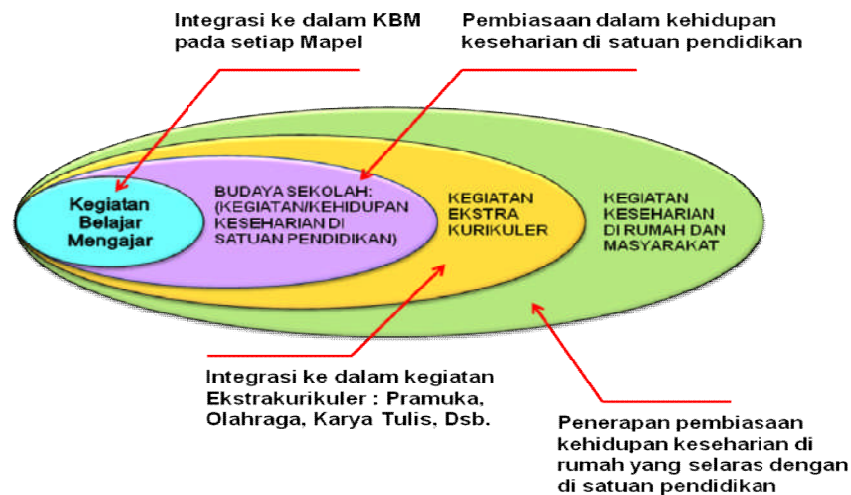 Integrasi ke dalam KBM
pada setiap Mapel
Pembiasaan dalam kehidupan
keseharian di satuan pendidikan
Kegiatan
Belajar
Mengajar
BUDAYA SEKOLAH:
(KEGIATAN/KEHIDUPAN
KESEHARIAN DI
SATUAN PENDIDIKAN)
KEGIATAN
EKSTRA
KURIKULER
KEGIATAN
KESEHARIAN
DI RUMAH DAN
MASYARAKAT
Integrasi ke dalam kegiatan
Ekstrakurikuler : Pramuka,
Olahraga, Karya Tulis, Dsb.
Penerapan pembiasaan
kehidupan keseharian di
rumah yang selaras dengan
di satuan pendidikan